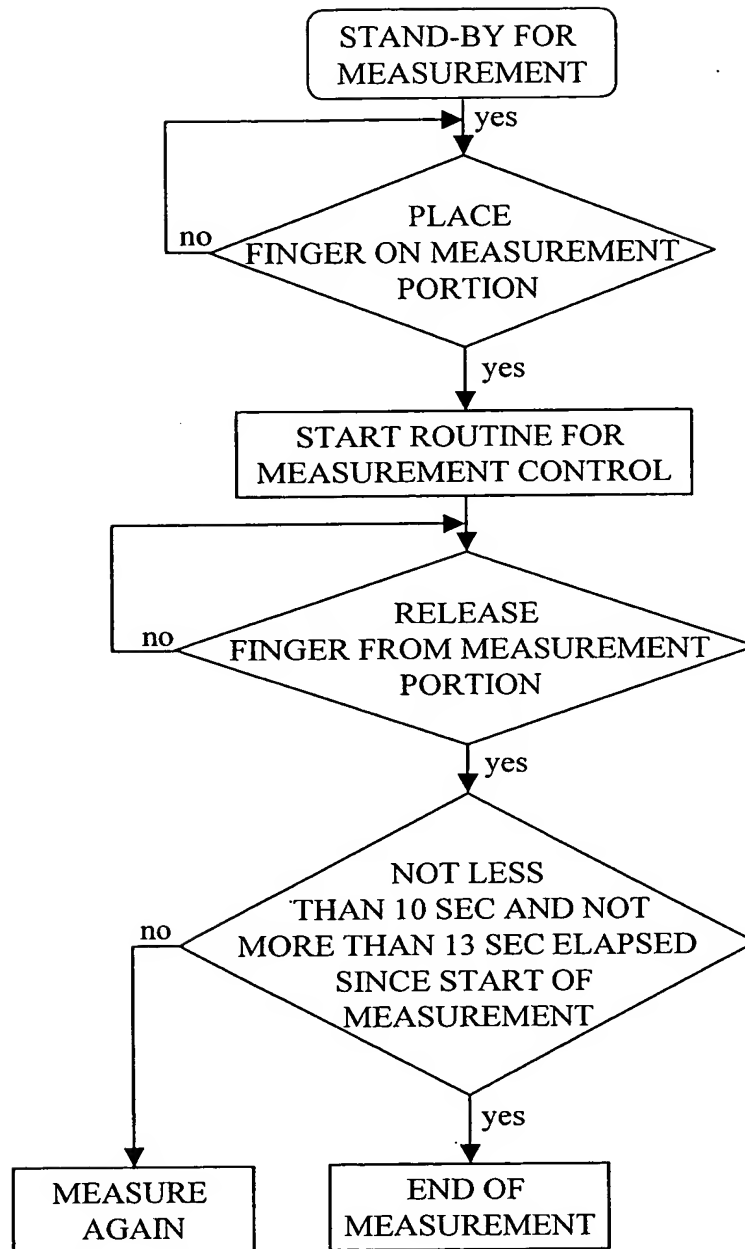 STAND-BY FOR
MEASUREMENT
yes
no
PLACE
FINGER ON MEASUREMENT
PORTION
yes
START ROUTINE FOR
MEASUREMENT CONTROL
no
RELEASE
FINGER FROM MEASUREMENT
PORTION
yes
no
NOT LESS
THAN 10 SEC AND NOT
MORE THAN 13 SEC ELAPSED
SINCE START OF
MEASUREMENT
yes
MEASURE
AGAIN
END OF
MEASUREMENT